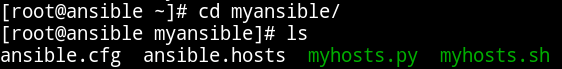 [root@ansible ~]# cd myansible/
[root@ansible myansible]# ls
ansible.cfg  ansible.hosts  myhosts.py  myhosts.sh